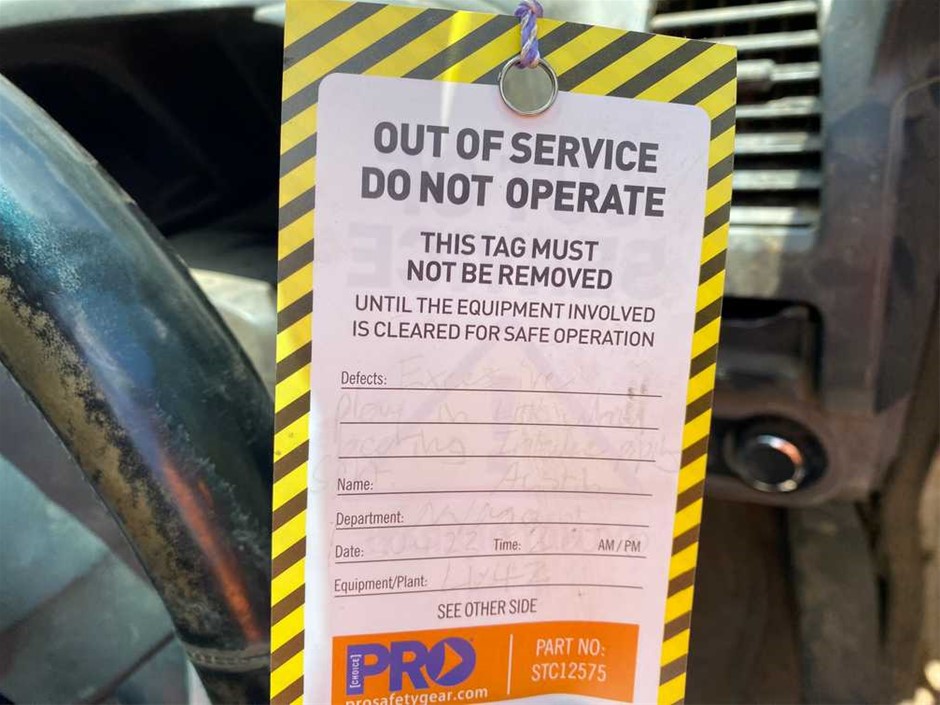 OUT OF SERVICE
DO NOT OPERATE
THIS TAG MUST
NOT BE REMOVED
UNTIL THE EQUIPMENT INVOLVED
IS CLEARED FOR SAFE OPERATION
Defects:
Play in
Name:
Department:
Date: 22 Time: AM / PM
Equipment/Plant:
SEE OTHER SIDE
[CHOICE] PRO
prosafetygear.com
PART NO:
STC12575